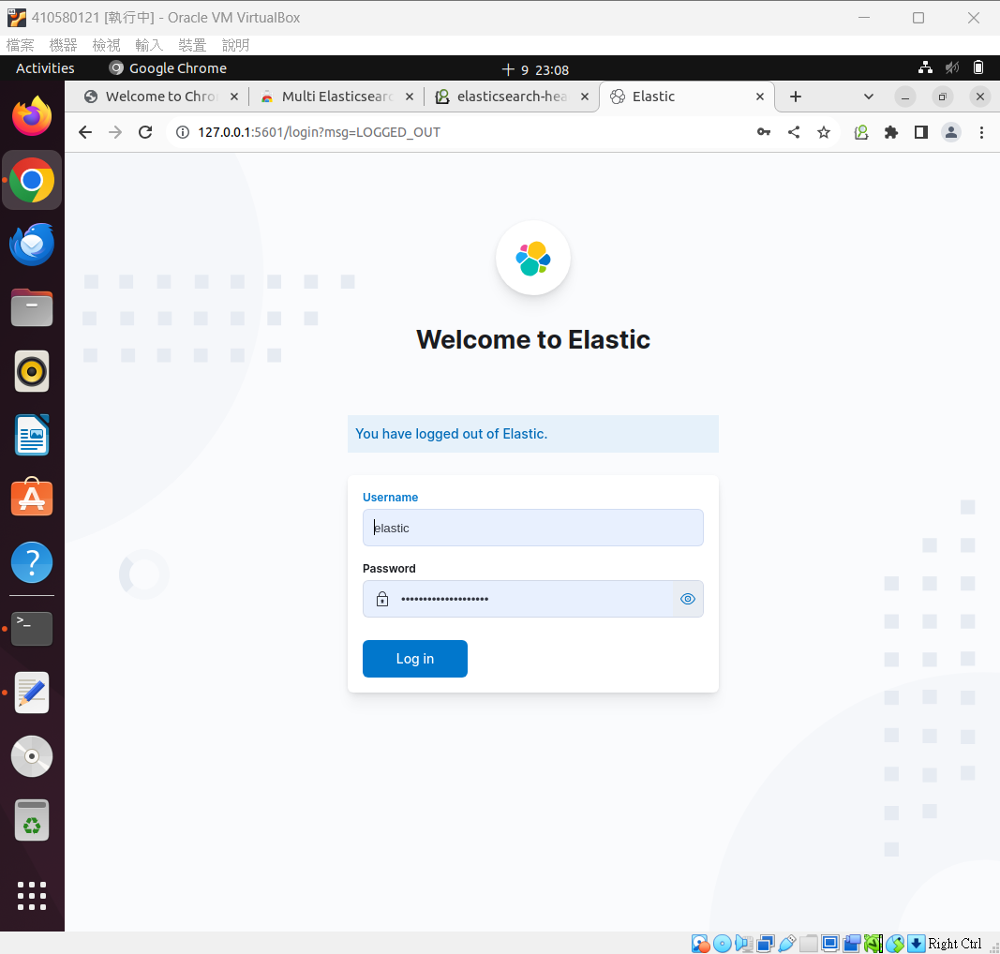 410580121 [執行中] - Oracle VM VirtualBox
檔案 機器 檢視 輸入 裝置 說明
Activities Google Chrome 十 9 23:08
Welcome to Chro Multi Elasticsearc elasticsearch-hea Elastic
127.0.0.1:5601/login?msg=LOGGED_OUT
Welcome to Elastic
You have logged out of Elastic.
Username
elastic
Password
••••••••••••••••••••
Log in
Right Ctrl